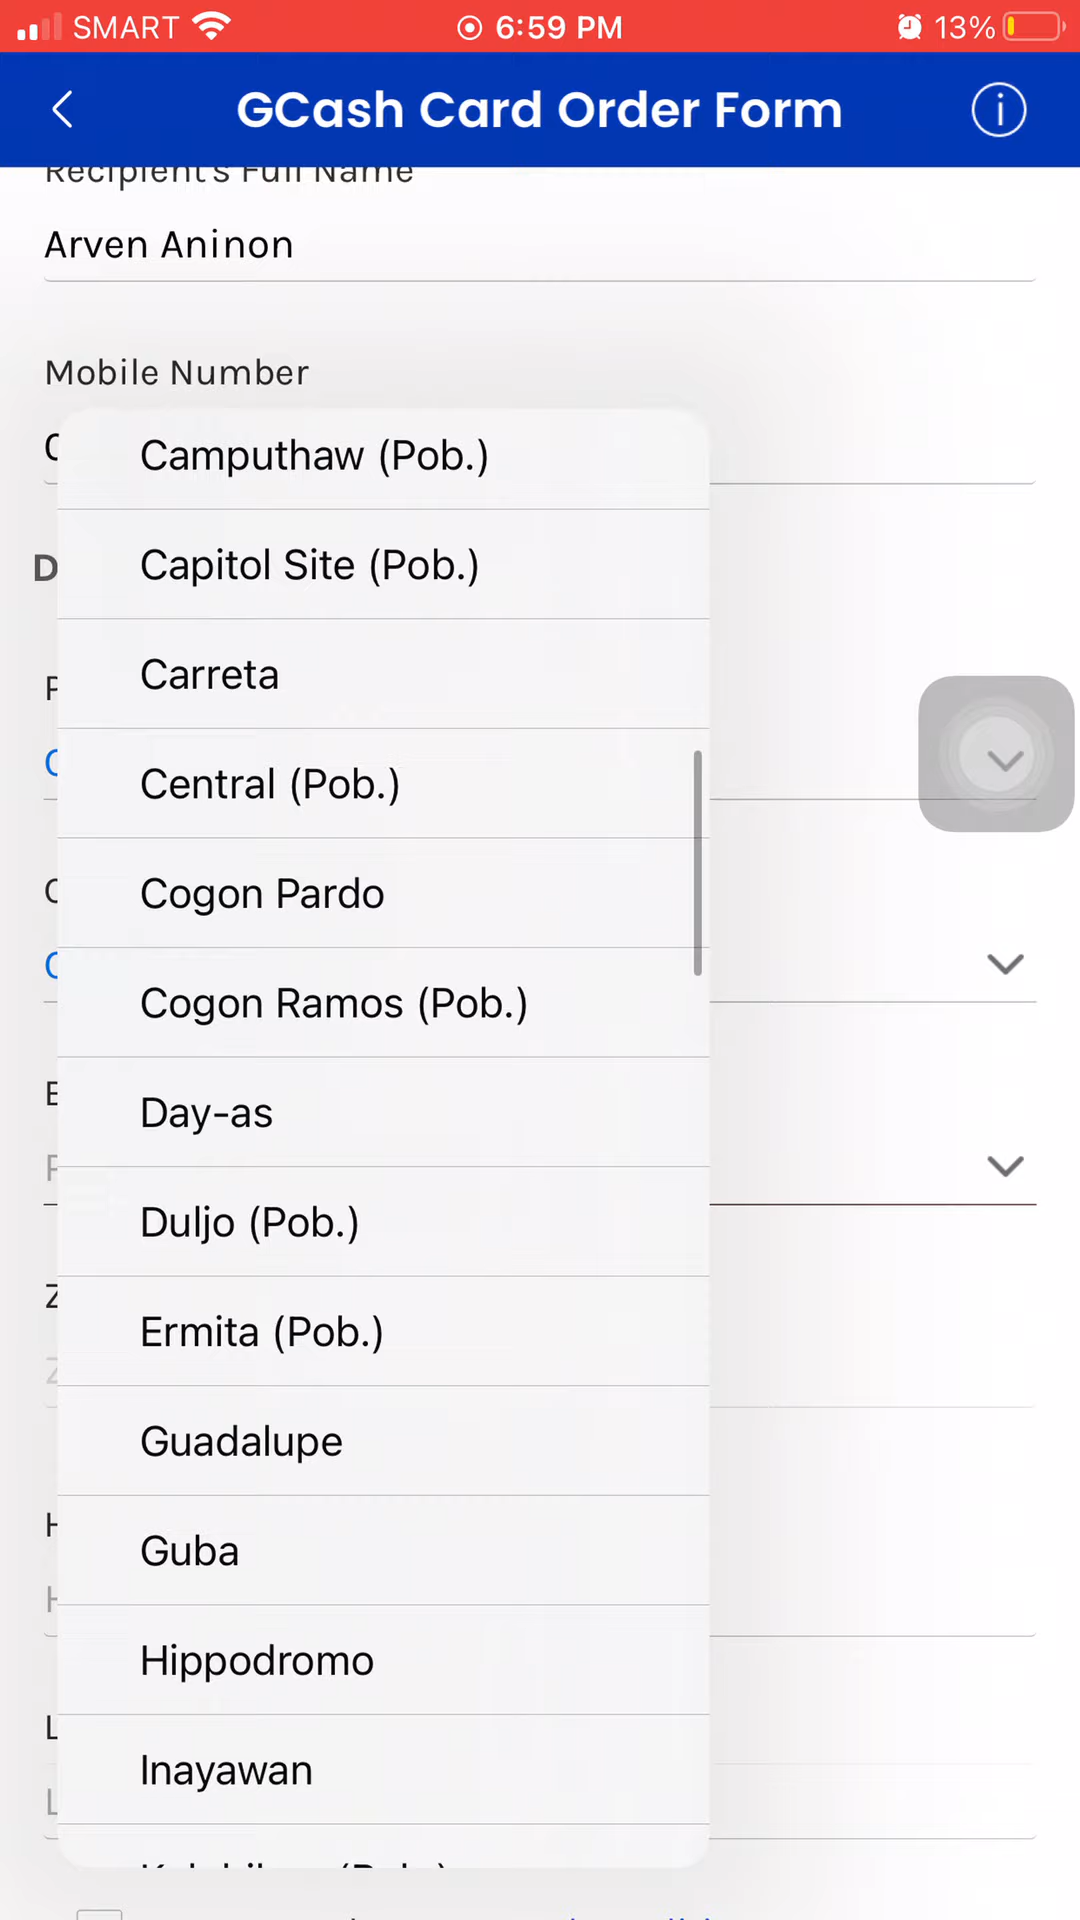 SMART 6:59 PM 13%
GCash Card Order Form
Recipient's Full Name
Arven Aninon
Mobile Number
Camputhaw (Pob.)
Capitol Site (Pob.)
Carreta
Central (Pob.)
Cogon Pardo
Cogon Ramos (Pob.)
Day-as
Duljo (Pob.)
Ermita (Pob.)
Guadalupe
Guba
Hippodromo
Inayawan